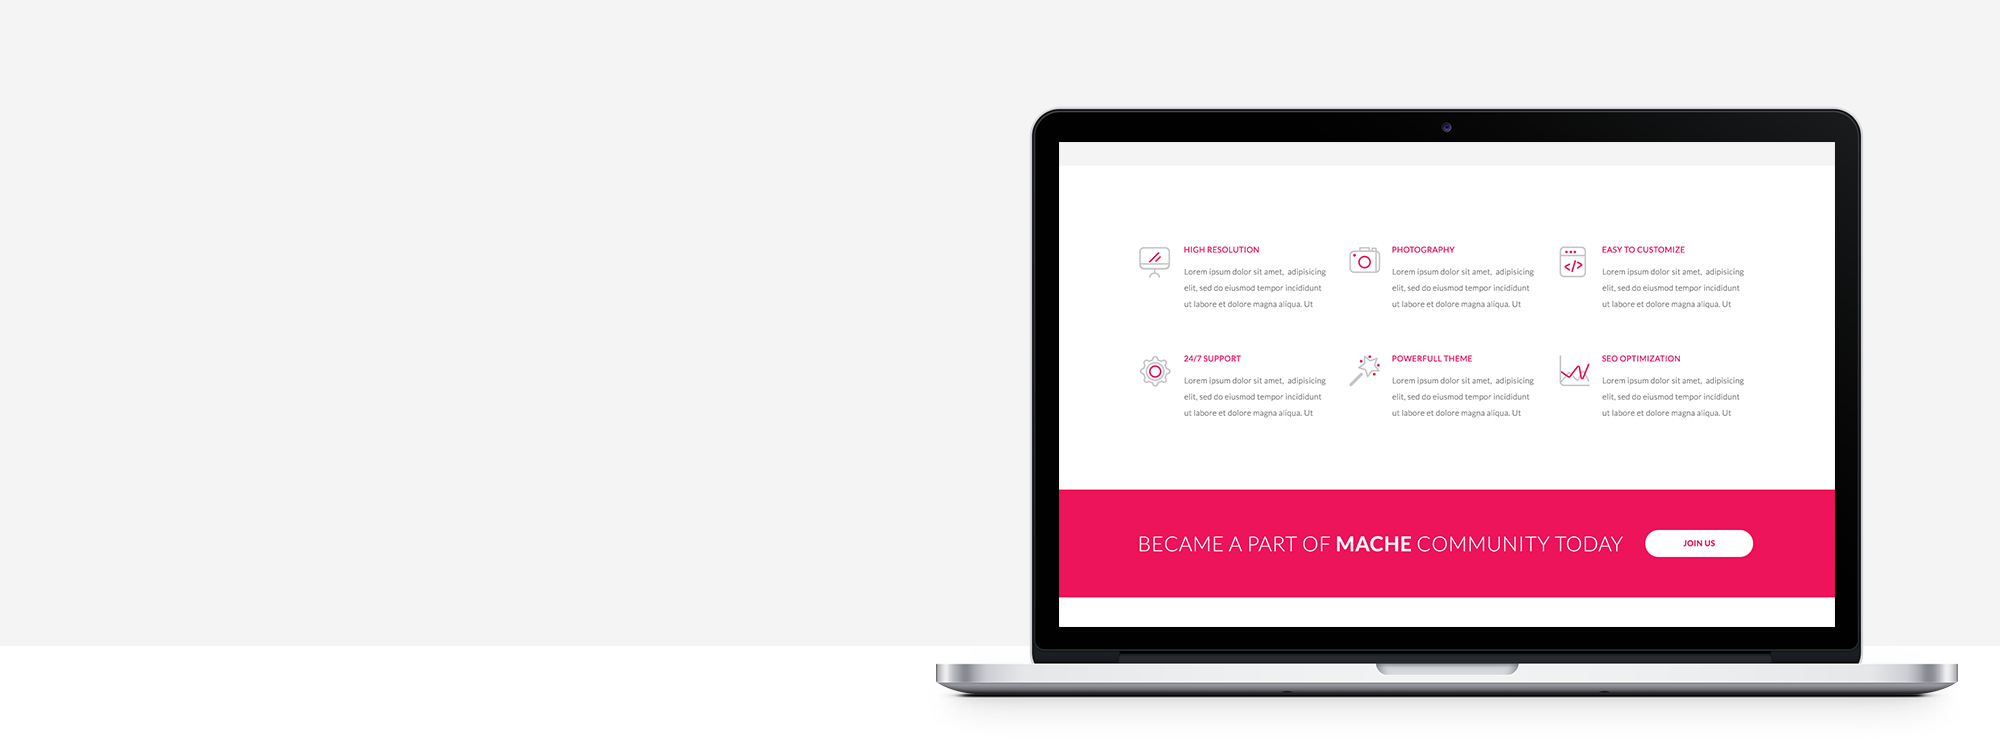 HIGH RESOLUTION
Lorem ipsum dolor sit amet, adipisicing
elit, sed do eiusmod tempor incididunt
ut labore et dolore magna aliqua. Ut
PHOTOGRAPHY
Lorem ipsum dolor sit amet, adipisicing
elit, sed do eiusmod tempor incididunt
ut labore et dolore magna aliqua. Ut
EASY TO CUSTOMIZE
</>
Lorem ipsum dolor sit amet, adipisicing
elit, sed do eiusmod tempor incididunt
ut labore et dolore magna aliqua. Ut
24/7 SUPPORT
Lorem ipsum dolor sit amet, adipisicing
elit, sed do eiusmod tempor incididunt
ut labore et dolore magna aliqua. Ut
POWERFULL THEME
Lorem ipsum dolor sit amet, adipisicing
elit, sed do eiusmod tempor incididunt
ut labore et dolore magna aliqua. Ut
SEO OPTIMIZATION
Lorem ipsum dolor sit amet, adipisicing
elit, sed do eiusmod tempor incididunt
ut labore et dolore magna aliqua. Ut
BECAME A PART OF MACHE COMMUNITY TODAY
JOIN US